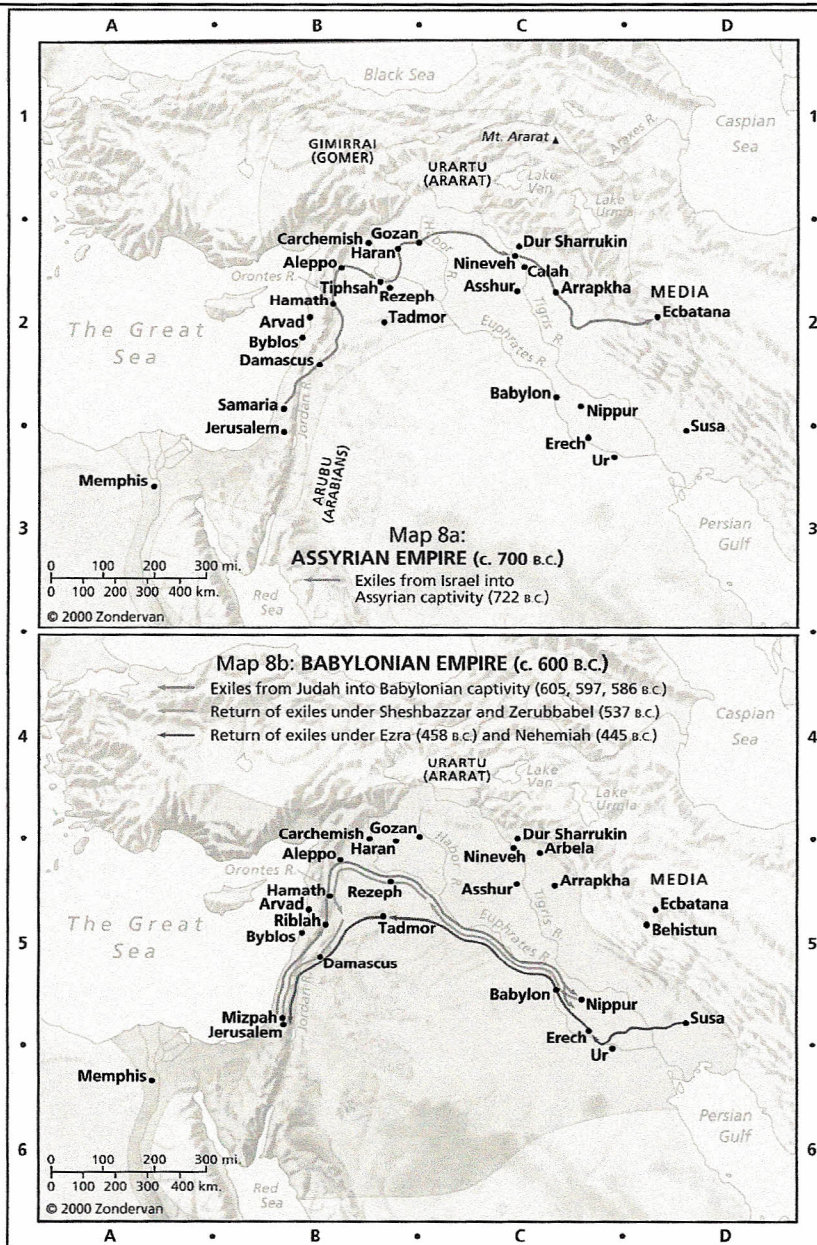 A • B • C • D
Black Sea
1
1
Caspian
Sea
Mt. Ararat
Araxes R.
GIMIRRAI
(GOMER)
URARTU
(ARARAT)
Lake
Van
Lake
Urmia
•
•
Carchemish
Gozan
Haran
Habor R.
Dur Sharrukin
Aleppo
Nineveh
Calah
Orontes R.
Tiphsah
Rezeph
Asshur
Arrapkha
MEDIA
Hamath
Ecbatana
2
2
The Great
Sea
Arvad
Tadmor
Tigris R.
Byblos
Euphrates R.
Damascus
Babylon
Samaria
Nippur
Jordan R.
Jerusalem
Susa
•
•
Erech
Ur
Memphis
ARUBU
(ARABIANS)
3
3
Persian
Gulf
Map 8a:
ASSYRIAN EMPIRE (c. 700 B.C.)
Exiles from Israel into
Assyrian captivity (722 B.C.)
0 100 200 300 mi.
0 100 200 300 400 km.
Red
Sea
© 2000 Zondervan
•
•
Map 8b: BABYLONIAN EMPIRE (c. 600 B.C.)
Exiles from Judah into Babylonian captivity (605, 597, 586 B.C.)
Return of exiles under Sheshbazzar and Zerubbabel (537 B.C.)
Return of exiles under Ezra (458 B.C.) and Nehemiah (445 B.C.)
4
4
Caspian
Sea
URARTU
(ARARAT)
Lake
Van
Lake
Urmia
•
•
Carchemish
Gozan
Haran
Habor R.
Dur Sharrukin
Arbela
Aleppo
Nineveh
Orontes R.
Rezeph
Asshur
Arrapkha
MEDIA
Hamath
Arvad
Ecbatana
Riblah
Tadmor
Behistun
Byblos
The Great
Sea
5
5
Tigris R.
Euphrates R.
Damascus
Babylon
Nippur
Jordan R.
Mizpah
Jerusalem
Susa
Erech
Ur
•
•
Memphis
Persian
Gulf
6
6
0 100 200 300 mi.
0 100 200 300 400 km.
Red
Sea
© 2000 Zondervan
A • B • C • D